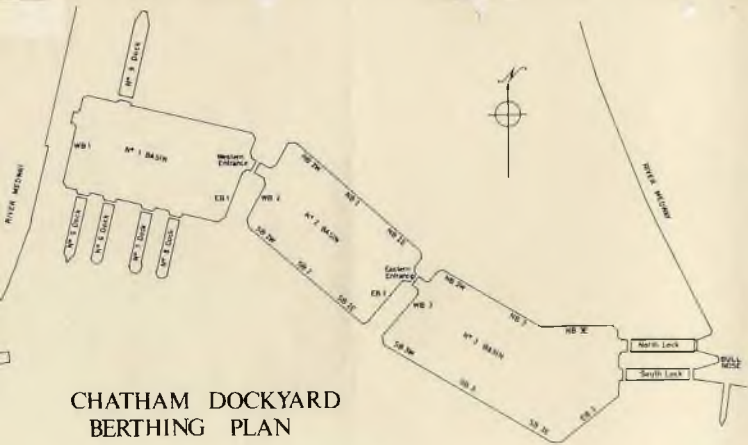 Nº 9 Dock
N
RIVER MEDWAY
WB 1
Nº 1 BASIN
Western
Entrance
EB 1
Nº 5 Dock
Nº 6 Dock
Nº 7 Dock
Nº 8 Dock
WB 2
NB 2W
NB 2
NB 2E
Nº 2 BASIN
SB 2W
SB 2
SB 2E
Eastern
Entrance
WB 3
NB 3W
NB 3
NB 3E
Nº 3 BASIN
SB 3W
SB 3
SB 3E
EB 3
RIVER MEDWAY
North Lock
South Lock
BULL
NOSE
CHATHAM DOCKYARD
BERTHING PLAN